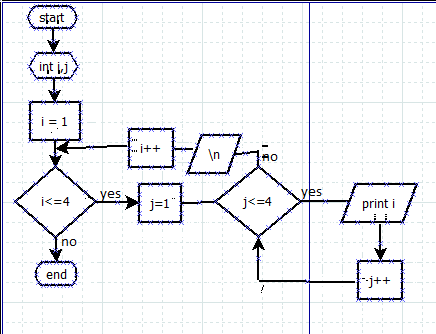 start
int i,j
i = 1
i++
\n
no
i<=4
yes
j=1
j<=4
yes
print i
no
end
j++